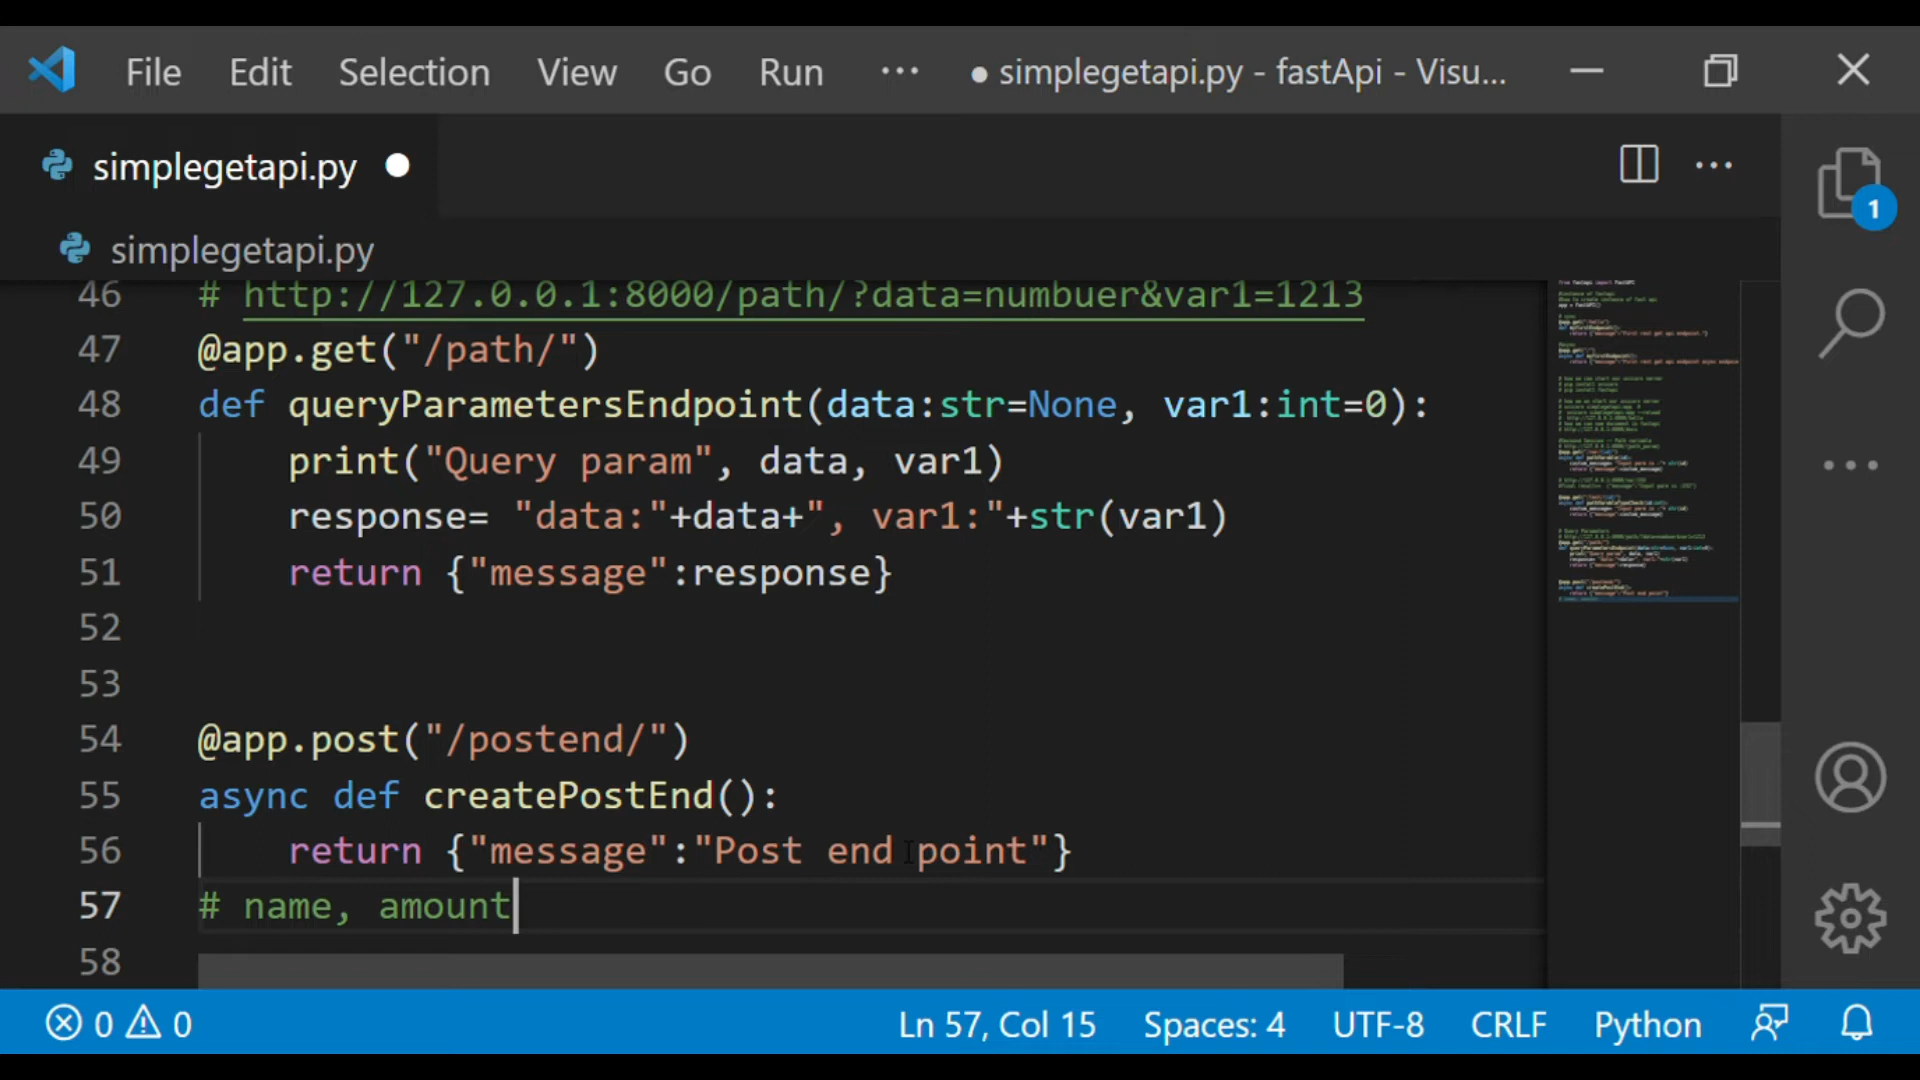 File Edit Selection View Go Run ··· ● simplegetapi.py - fastApi - Visu...
simplegetapi.py
simplegetapi.py
1
46 # http://127.0.0.1:8000/path/?data=numbuer&var1=1213
47 @app.get("/path/")
48 def queryParametersEndpoint(data:str=None, var1:int=0):
49 print("Query param", data, var1)
50 response= "data:"+data+", var1:"+str(var1)
51 return {"message":response}
52
53
54 @app.post("/postend/")
55 async def createPostEnd():
56 return {"message":"Post end point"}
57 # name, amount
58
0 0 Ln 57, Col 15 Spaces: 4 UTF-8 CRLF Python